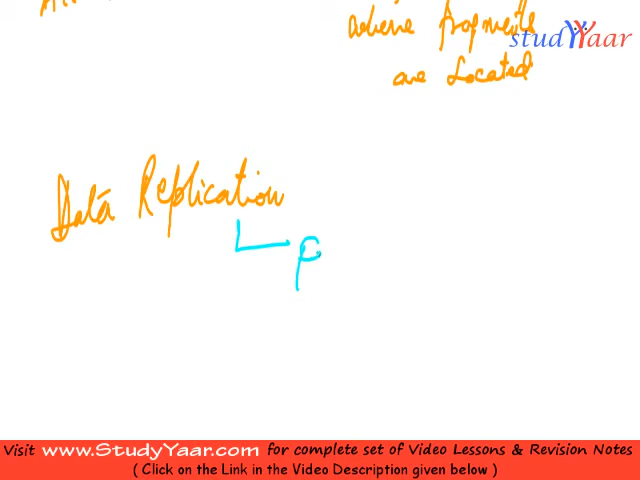 where fragments
studYYaar
are Located
Data Replication
Visit www.StudyYaar.com for complete set of Video Lessons & Revision Notes
( Click on the Link in the Video Description given below )